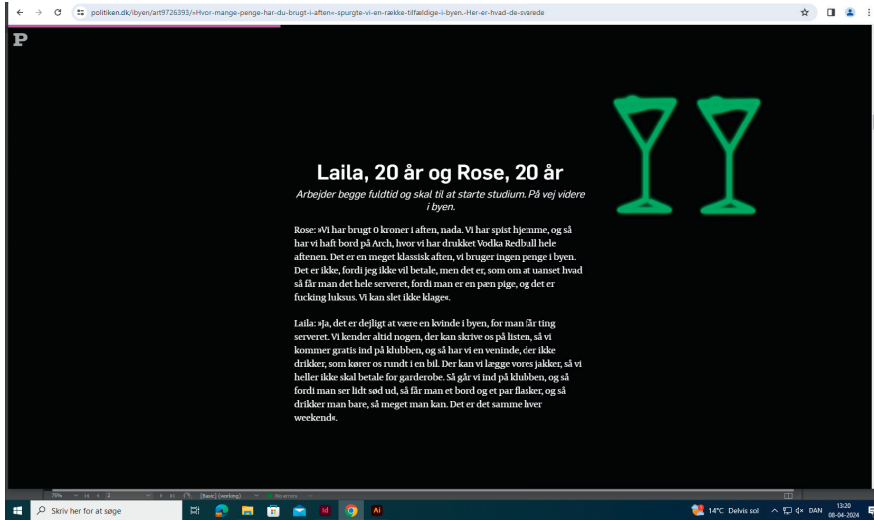 politiken.dk/ibyen/art9726393/»Hvor-mange-penge-har-du-brugt-i-aften«-spurgte-vi-en-række-tilfældige-i-byen.-Her-er-hvad-de-svarede
P
Laila, 20 år og Rose, 20 år
Arbejder begge fuldtid og skal til at starte studium. På vej videre
i byen.
Rose: »Vi har brugt 0 kroner i aften, nada. Vi har spist hjemme, og så
har vi haft bord på Arch, hvor vi har drukket Vodka Redbull hele
aftenen. Det er en meget klassisk aften, vi bruger ingen penge i byen.
Det er ikke, fordi jeg ikke vil betale, men det er, som om at uanset hvad
så får man det hele serveret, fordi man er en pæn pige, og det er
fucking luksus. Vi kan slet ikke klage«.
Laila: »Ja, det er dejligt at være en kvinde i byen, for man får ting
serveret. Vi kender altid nogen, der kan skrive os på listen, så vi
kommer gratis ind på klubben, og så har vi en veninde, der ikke
drikker, som kører os rundt i en bil. Der kan vi lægge vores jakker, så vi
heller ikke skal betale for garderobe. Så går vi ind på klubben, og så
fordi man ser lidt sød ud, så får man et bord og et par flasker, og så
drikker man bare, så meget man kan. Det er det samme hver
weekend«.
78% 2 [Basic] (working) No errors
Skriv her for at søge Id Ai 14°C Delvis sol DAN 13:20
08-04-2024